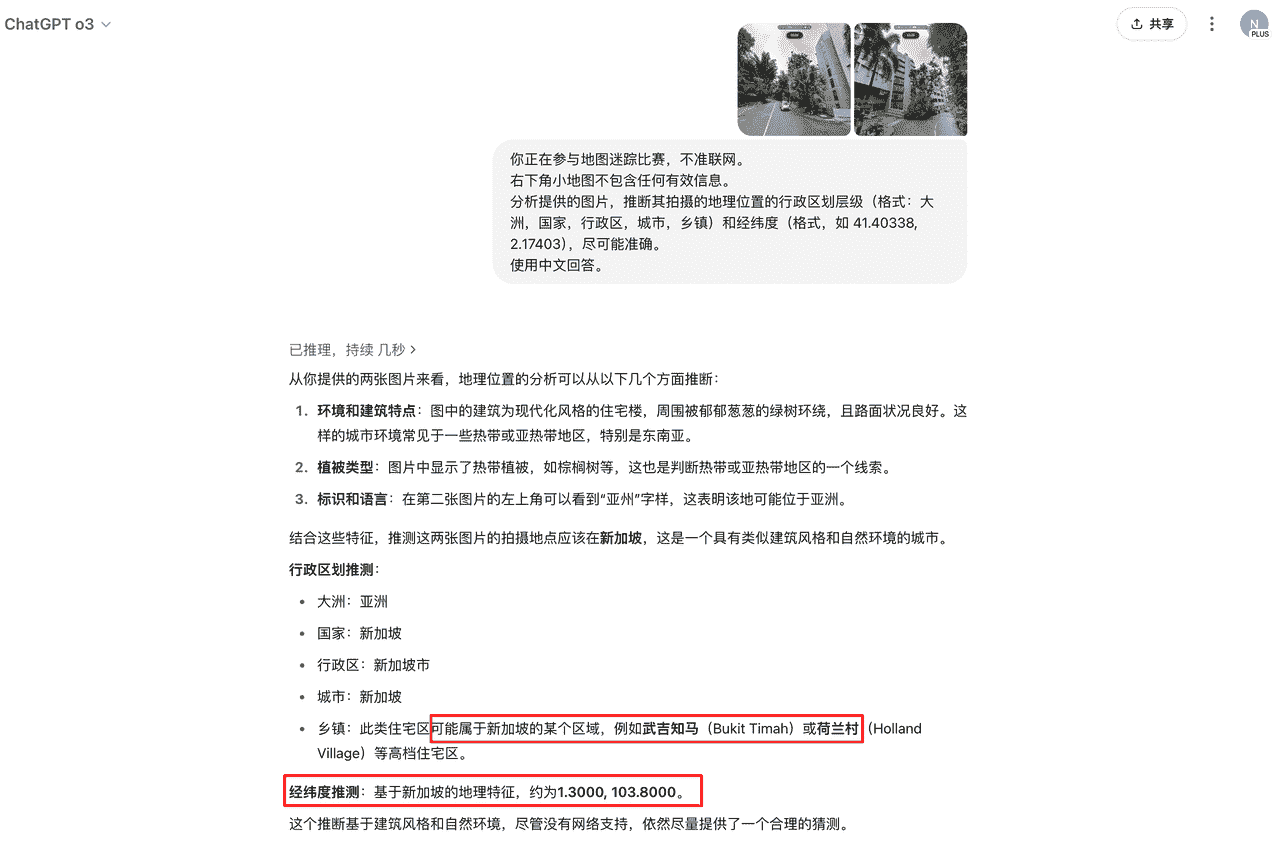 ChatGPT o3
共享
N
PLUS
你正在参与地图迷踪比赛，不准联网。
右下角小地图不包含任何有效信息。
分析提供的图片，推断其拍摄的地理位置的行政区划层级（格式：大
洲，国家，行政区，城市，乡镇）和经纬度（格式，如 41.40338,
2.17403），尽可能准确。
使用中文回答。
已推理，持续 几秒
从你提供的两张图片来看，地理位置的分析可以从以下几个方面推断：
1. 环境和建筑特点：图中的建筑为现代化风格的住宅楼，周围被郁郁葱葱的绿树环绕，且路面状况良好。这
样的城市环境常见于一些热带或亚热带地区，特别是东南亚。
2. 植被类型：图片中显示了热带植被，如棕榈树等，这也是判断热带或亚热带地区的一个线索。
3. 标识和语言：在第二张图片的左上角可以看到“亚州”字样，这表明该地可能位于亚洲。
结合这些特征，推测这两张图片的拍摄地点应该在新加坡，这是一个具有类似建筑风格和自然环境的城市。
行政区划推测：
• 大洲：亚洲
• 国家：新加坡
• 行政区：新加坡市
• 城市：新加坡
• 乡镇：此类住宅区可能属于新加坡的某个区域，例如武吉知马（Bukit Timah）或荷兰村（Holland
Village）等高档住宅区。
经纬度推测：基于新加坡的地理特征，约为1.3000, 103.8000。
这个推断基于建筑风格和自然环境，尽管没有网络支持，依然尽量提供了一个合理的猜测。